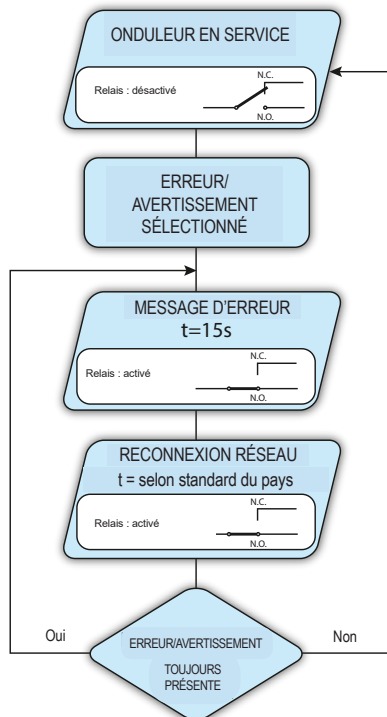 ONDULEUR EN SERVICE
N.C.
Relais : désactivé
N.O.
ERREUR/
AVERTISSEMENT
SÉLECTIONNÉ
MESSAGE D'ERREUR
t=15s
N.C.
Relais : activé
N.O.
RECONNEXION RÉSEAU
t = selon standard du pays
N.C.
Relais : activé
N.O.
Oui
Non
ERREUR/AVERTISSEMENT
TOUJOURS
PRÉSENTE